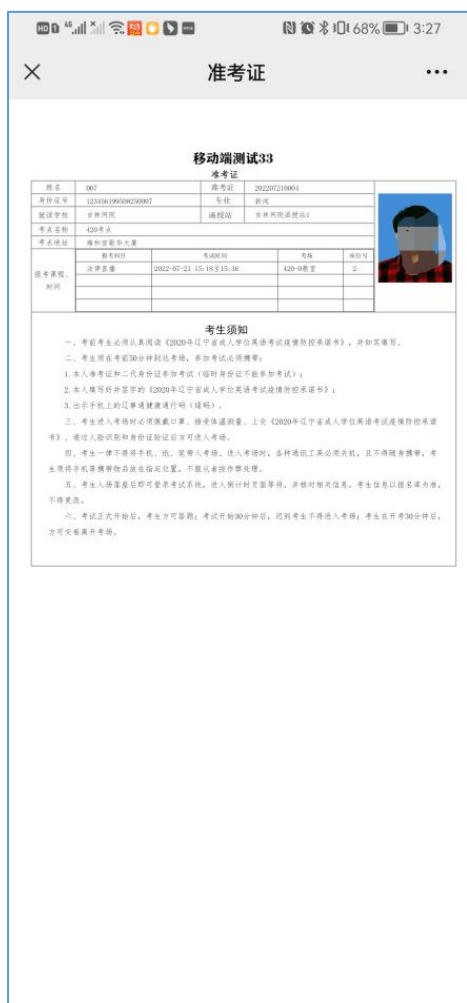 68% 3:27
准考证
移动端测试33
准考证
姓名 007 准考证 202207210004
身份证号 123456199508250007 专业
就读学校 吉林网院 函授站 吉林网院函授站1
考点名称 420考点
考点地址 雍和宫歌华大厦
报考课程、时间
报考科目 考试时间 考场 座位号
法律直播 2022-07-21 15:18至15:36 420-9教室 2
考生须知
一、考前考生必须认真阅读《2020年辽宁省成人学位英语考试疫情防控承诺书》，并如实填写。
二、考生须在考前50分钟到达考场，参加考试必须携带：
1.本人准考证和二代身份证参加考试（临时身份证不能参加考试）；
2.本人填写好并签字的《2020年辽宁省成人学位英语考试疫情防控承诺书》；
3.出示手机上的辽事通健康通行码（绿码）。
三、考生进入考场时必须佩戴口罩、接受体温测量、上交《2020年辽宁省成人学位英语考试疫情防控承诺
书》、通过人脸识别和身份证验证后方可进入考场。
四、考生一律不得将手机、纸、笔带入考场。进入考场时，各种通讯工具必须关机，且不得随身携带，考
生须将手机等携带物品放在指定位置，不服从者按作弊处理。
五、考生入场落座后即可登录考试系统，进入倒计时页面等待，并核对相关信息，考生信息以报名库为准，
不得更改。
六、考试正式开始后，考生方可答题；考试开始30分钟后，迟到考生不得进入考场；考生在开考30分钟后，
方可交卷离开考场。